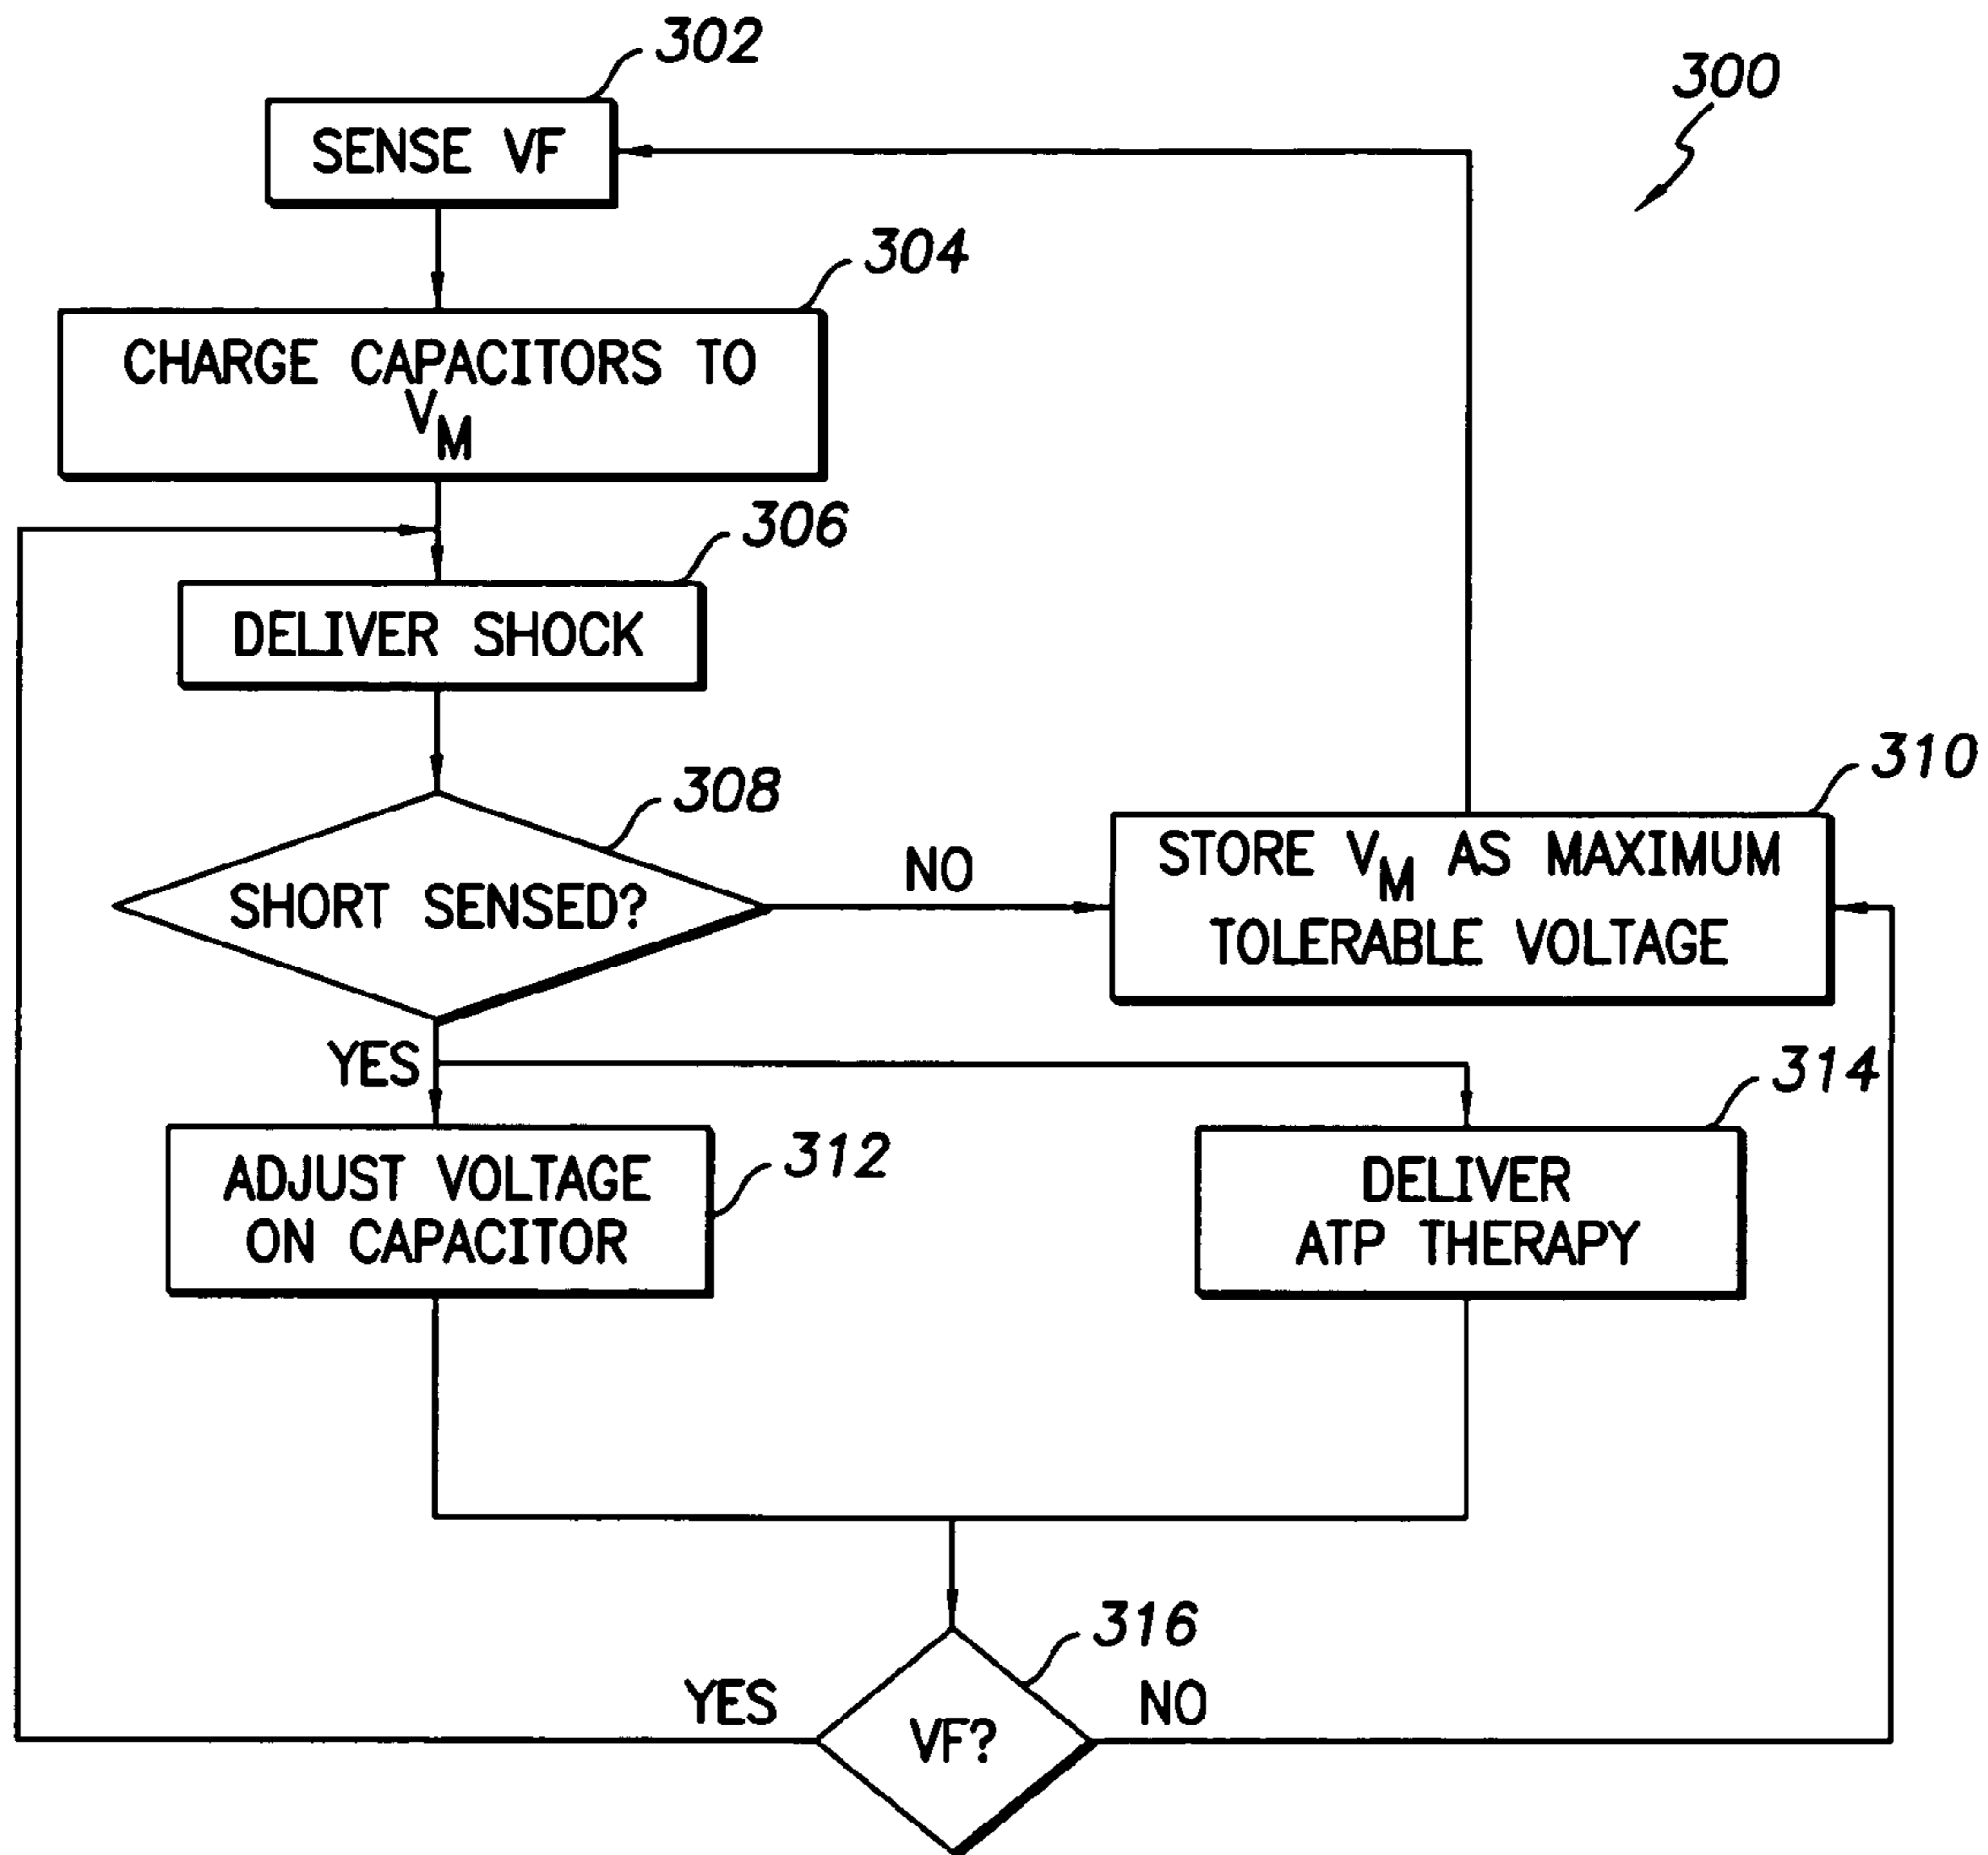 302
300
SENSE VF
304
CHARGE CAPACITORS TO
VM
306
DELIVER SHOCK
308
SHORT SENSED?
NO
310
STORE VM AS MAXIMUM
TOLERABLE VOLTAGE
YES
312
ADJUST VOLTAGE
ON CAPACITOR
314
DELIVER
ATP THERAPY
316
YES
VF?
NO